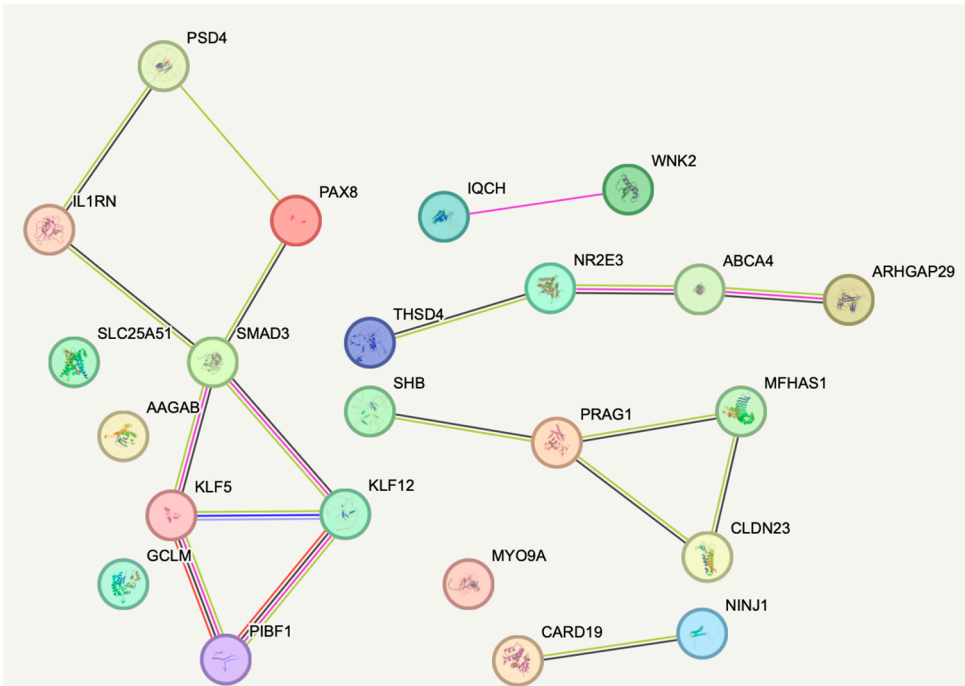 PSD4
WNK2
IQCH
PAX8
IL1RN
NR2E3
ABCA4
ARHGAP29
THSD4
SLC25A51
SMAD3
SHB
MFHAS1
AAGAB
PRAG1
KLF5
KLF12
CLDN23
GCLM
MYO9A
NINJ1
PIBF1
CARD19